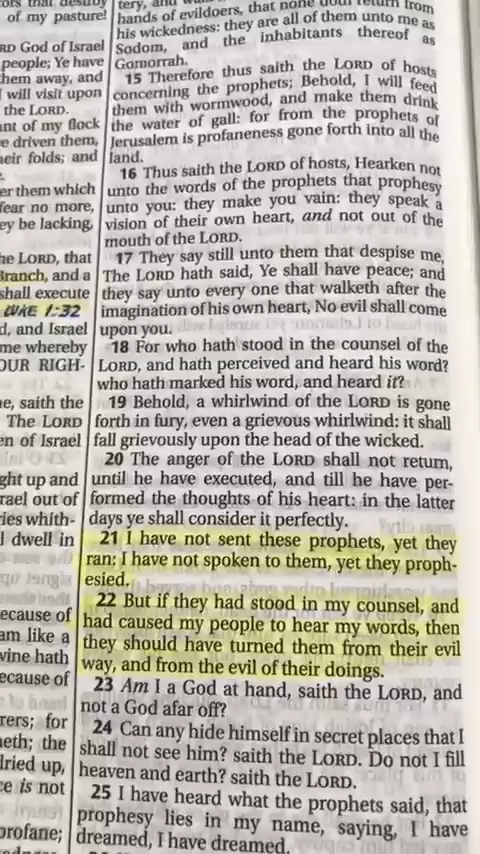 ors that destroy
of my pasture!
RD God of Israel
people; Ye have
hem away, and
will visit upon
the LORD.
ant of my flock
e driven them,
eir folds; and
er them which
fear no more,
ey be lacking,
he LORD, that
Branch, and a
shall execute
LUKE 1:32
d, and Israel
me whereby
OUR RIGH-
e, saith the
The LORD
en of Israel
ght up and
rael out of
ries whith-
l dwell in
ecause of
am like a
vine hath
ecause of
rers; for
eth; the
dried up,
ce is not
profane;
hands of evildoers, that none doth return from
his wickedness: they are all of them unto me as
Sodom, and the inhabitants thereof as
Gomorrah.
15 Therefore thus saith the LORD of hosts
concerning the prophets; Behold, I will feed
them with wormwood, and make them drink
the water of gall: for from the prophets of
Jerusalem is profaneness gone forth into all the
land.
16 Thus saith the LORD of hosts, Hearken not
unto the words of the prophets that prophesy
unto you: they make you vain: they speak a
vision of their own heart, and not out of the
mouth of the LORD.
17 They say still unto them that despise me,
The LORD hath said, Ye shall have peace; and
they say unto every one that walketh after the
imagination of his own heart, No evil shall come
upon you.
18 For who hath stood in the counsel of the
LORD, and hath perceived and heard his word?
who hath marked his word, and heard it?
19 Behold, a whirlwind of the LORD is gone
forth in fury, even a grievous whirlwind: it shall
fall grievously upon the head of the wicked.
20 The anger of the LORD shall not return,
until he have executed, and till he have per-
formed the thoughts of his heart: in the latter
days ye shall consider it perfectly.
21 I have not sent these prophets, yet they
ran: I have not spoken to them, yet they proph-
esied.
22 But if they had stood in my counsel, and
had caused my people to hear my words, then
they should have turned them from their evil
way, and from the evil of their doings.
23 Am I a God at hand, saith the LORD, and
not a God afar off?
24 Can any hide himself in secret places that I
shall not see him? saith the LORD. Do not I fill
heaven and earth? saith the LORD.
25 I have heard what the prophets said, that
prophesy lies in my name, saying, I have
dreamed, I have dreamed.